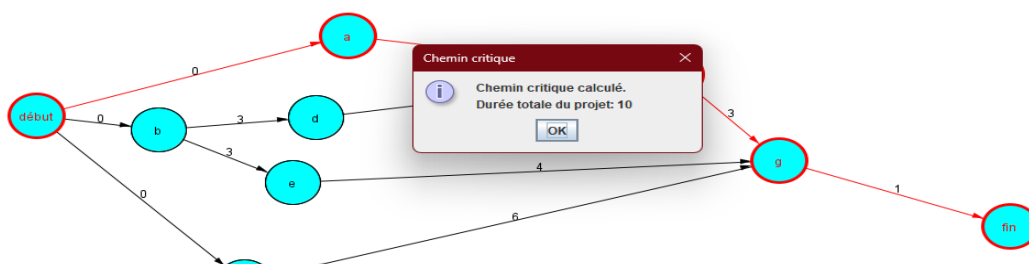 a
Chemin critique
Chemin critique calculé.
Durée totale du projet: 10
OK
0
début
0
b
3
d
3
3
g
e
4
0
6
1
fin